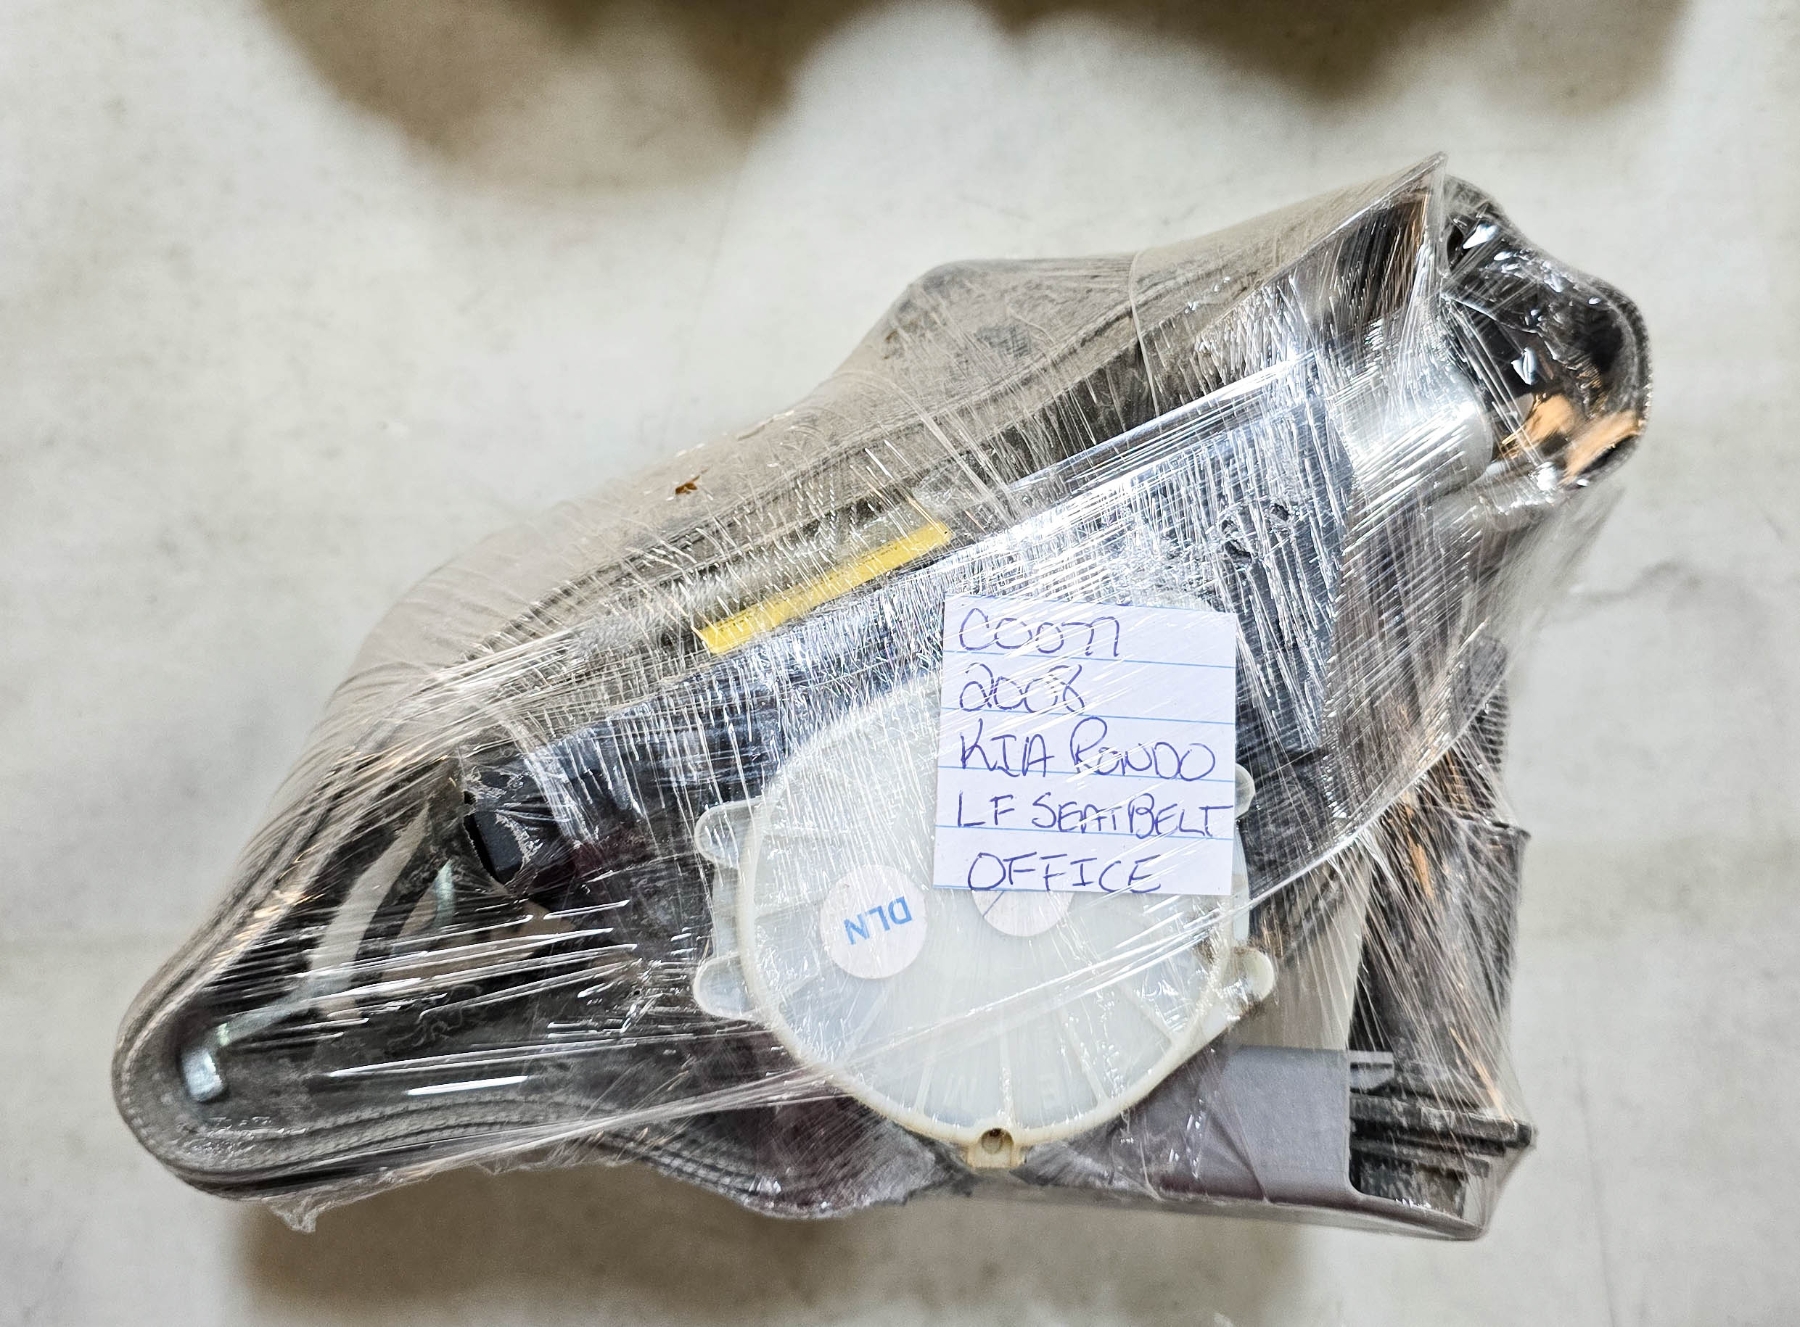 C0077
2008
KIA RONDO
LF SEATBELT
OFFICE
DLN